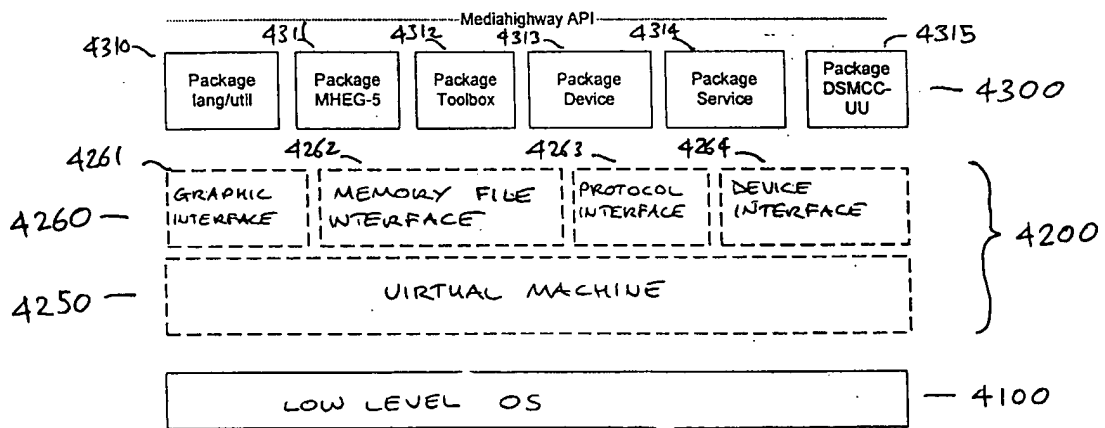 Mediahighway API
4310 4311 4312 4313 4314 4315
Package lang/util
Package MHEG-5
Package Toolbox
Package Device
Package Service
Package DSMCC-UU
4300
4261 4262 4263 4264
GRAPHIC INTERFACE
MEMORY FILE INTERFACE
PROTOCOL INTERFACE
DEVICE INTERFACE
4260
4200
4250
VIRTUAL MACHINE
LOW LEVEL OS
4100